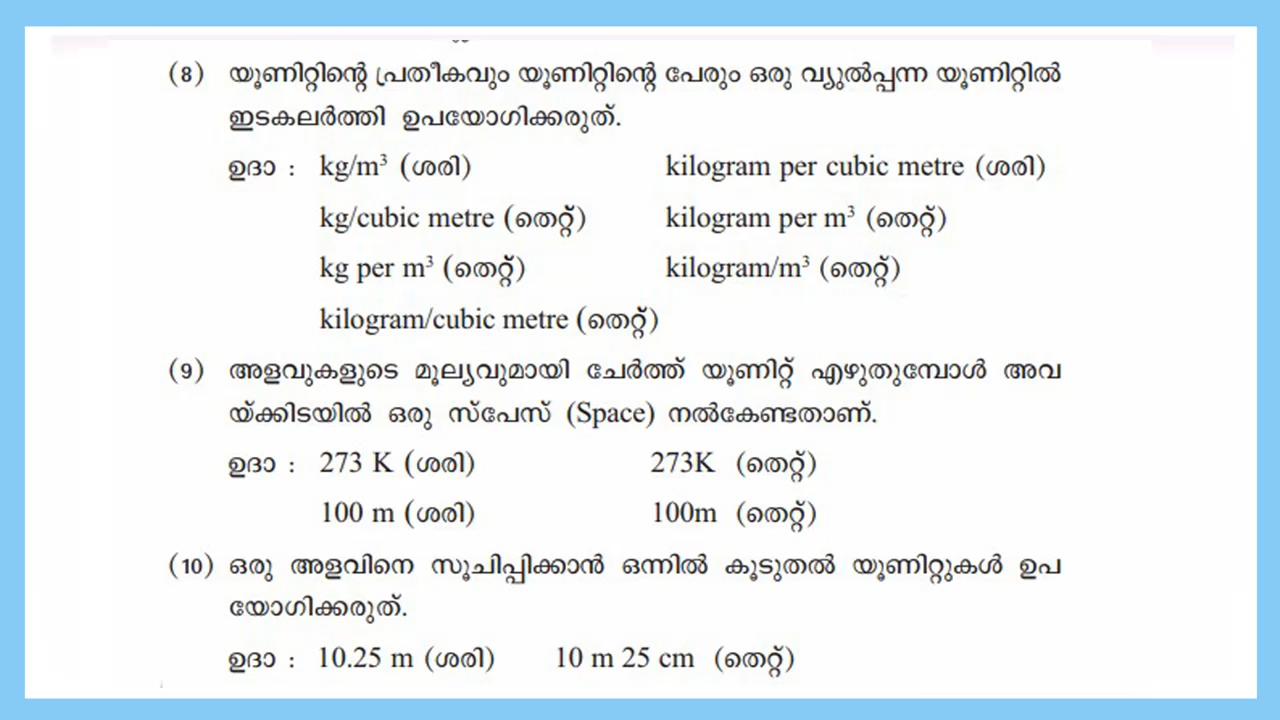 (8) യൂണിറ്റിന്റെ പ്രതീകവും യൂണിറ്റിന്റെ പേരും ഒരു വ്യുൽപ്പന്ന യൂണിറ്റിൽ
ഇടകലർത്തി ഉപയോഗിക്കരുത്.
ഉദാ : kg/m³ (ശരി) kilogram per cubic metre (ശരി)
kg/cubic metre (തെറ്റ്) kilogram per m³ (തെറ്റ്)
kg per m³ (തെറ്റ്) kilogram/m³ (തെറ്റ്)
kilogram/cubic metre (തെറ്റ്)
(9) അളവുകളുടെ മൂല്യവുമായി ചേർത്ത് യൂണിറ്റ് എഴുതുമ്പോൾ അവ
യ്ക്കിടയിൽ ഒരു സ്പേസ് (Space) നൽകേണ്ടതാണ്.
ഉദാ : 273 K (ശരി) 273K (തെറ്റ്)
100 m (ശരി) 100m (തെറ്റ്)
(10) ഒരു അളവിനെ സൂചിപ്പിക്കാൻ ഒന്നിൽ കൂടുതൽ യൂണിറ്റുകൾ ഉപ
യോഗിക്കരുത്.
ഉദാ : 10.25 m (ശരി) 10 m 25 cm (തെറ്റ്)